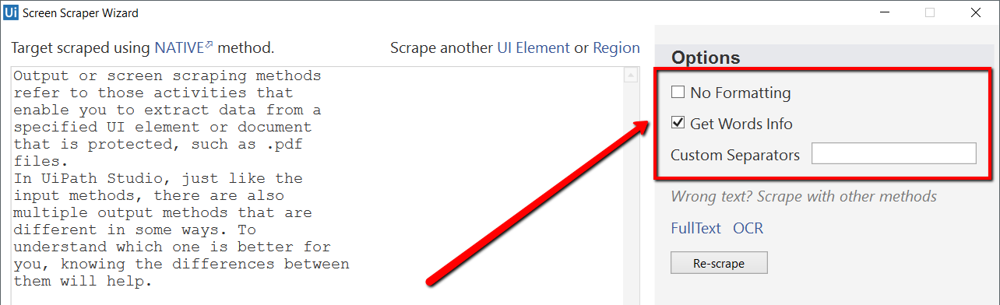 Ui Screen Scraper Wizard
Target scraped using NATIVE method.
Scrape another UI Element or Region
Output or screen scraping methods
refer to those activities that
enable you to extract data from a
specified UI element or document
that is protected, such as .pdf
files.
In UiPath Studio, just like the
input methods, there are also
multiple output methods that are
different in some ways. To
understand which one is better for
you, knowing the differences between
them will help.
Options
No Formatting
Get Words Info
Custom Separators
Wrong text? Scrape with other methods
FullText OCR
Re-scrape